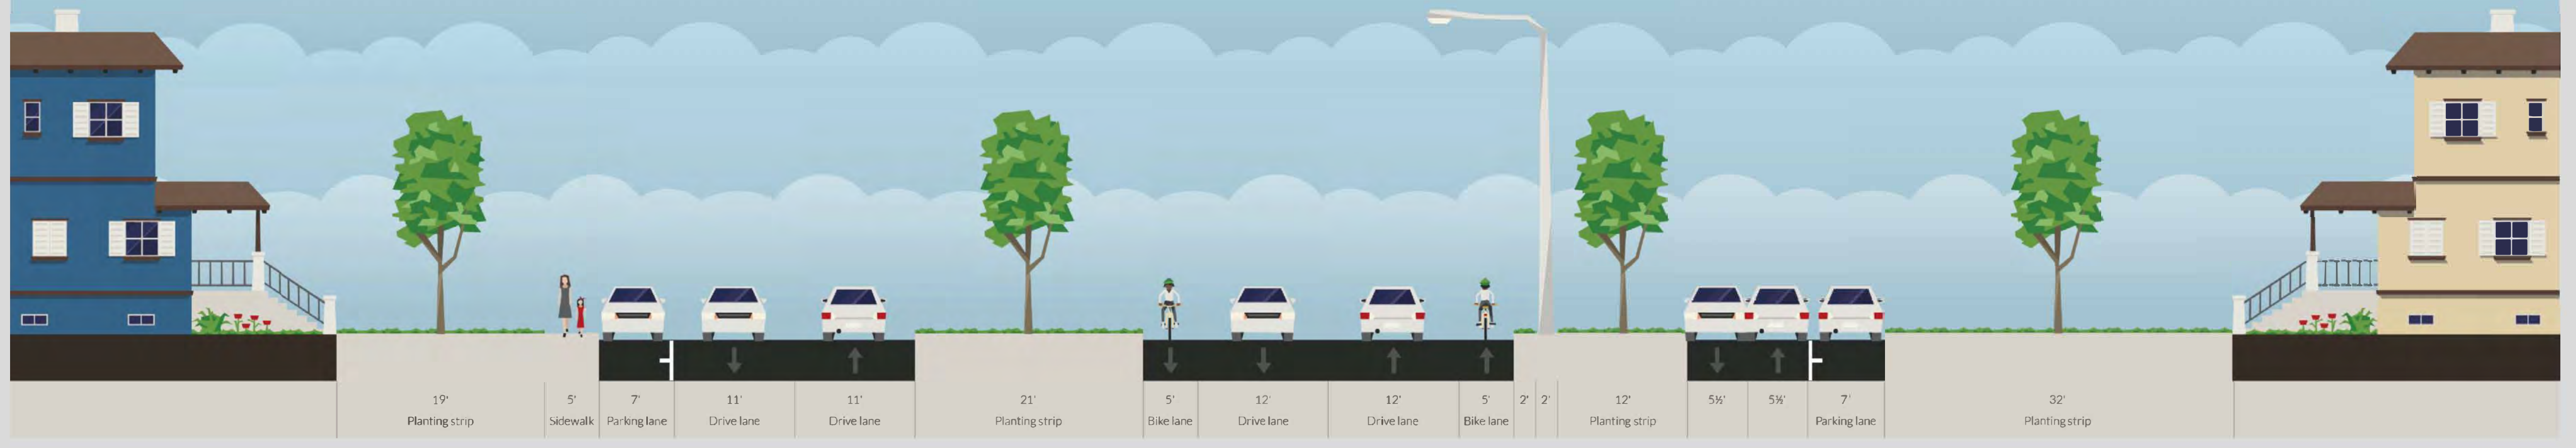 19' 5' 7' 11' 11' 21' 5' 12' 12' 5' 2' 2' 12' 5½' 5½' 7' 32'
Planting strip Sidewalk Parking lane Drive lane Drive lane Planting strip Bike lane Drive lane Drive lane Bike lane Planting strip Parking lane Planting strip